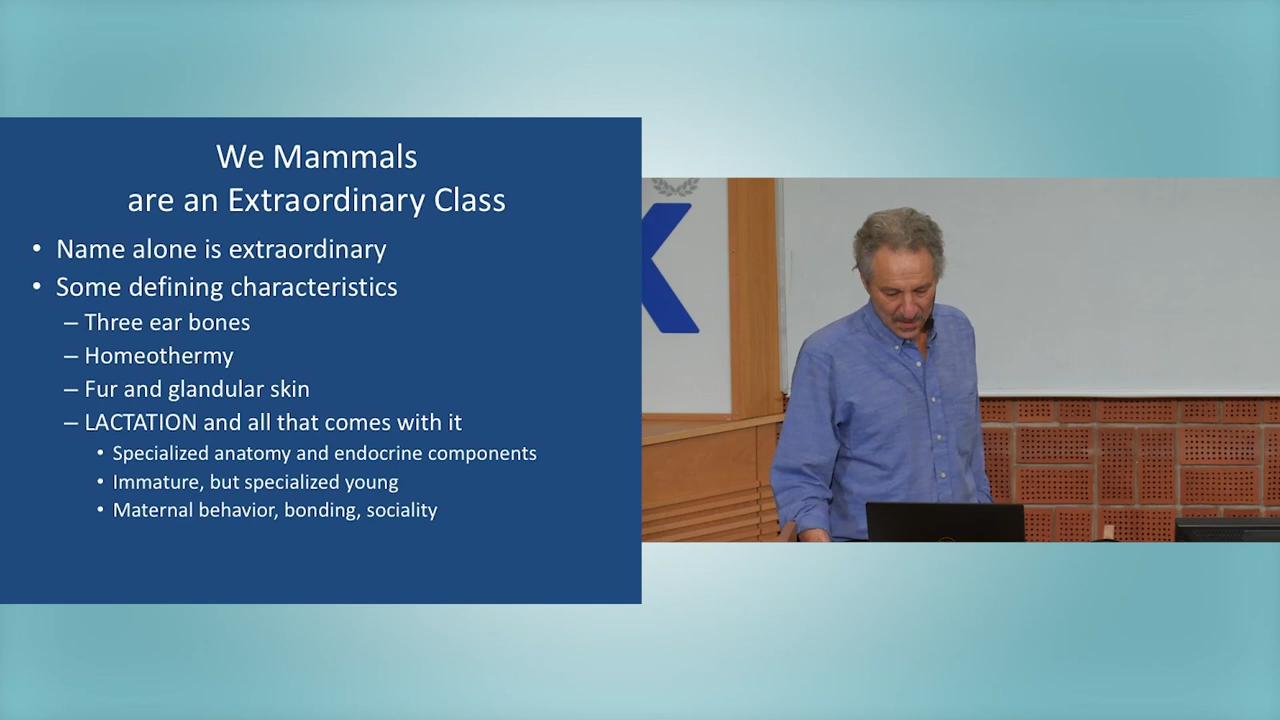 We Mammals
are an Extraordinary Class
• Name alone is extraordinary
• Some defining characteristics
– Three ear bones
– Homeothermy
– Fur and glandular skin
– LACTATION and all that comes with it
• Specialized anatomy and endocrine components
• Immature, but specialized young
• Maternal behavior, bonding, sociality
K